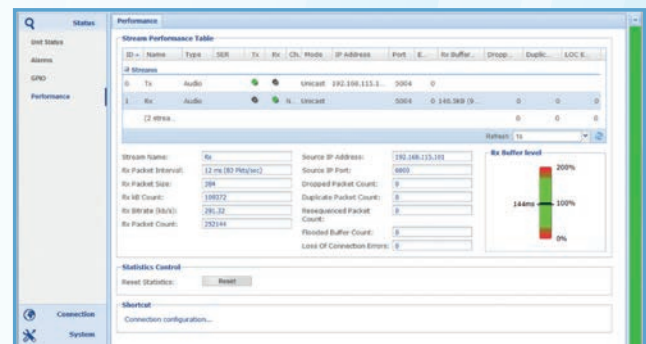 Status
Performance
Unit Status
Alarms
GPIO
Performance
Stream Performance Table
ID Name Type SER Tx Rx Ch. Mode IP Address Port E... Rx Buffer... Dropp... Duplic... LOC E...
Streams
0 Tx Audio Unicast 192.168.115.1... 5004 0
1 Rx Audio N... Unicast 5004 0 0 0 0
(2 strea... 0 0 0
Refresh: 1s
Stream Name: Rx
Rx Packet Interval: 12 ms (83 Pkts/sec)
Rx Packet Size: 384
Rx kB Count: 109372
Rx Bitrate (kb/s): 291.32
Rx Packet Count: 292144
Source IP Address: 192.168.115.101
Source IP Port:
Dropped Packet Count: 0
Duplicate Packet Count: 0
Resequenced Packet Count: 0
Flooded Buffer Count: 0
Loss Of Connection Errors: 0
Rx Buffer level
200%
144ms 100%
0%
Statistics Control
Reset Statistics: Reset
Shortcut
Connection configuration...
Connection
System